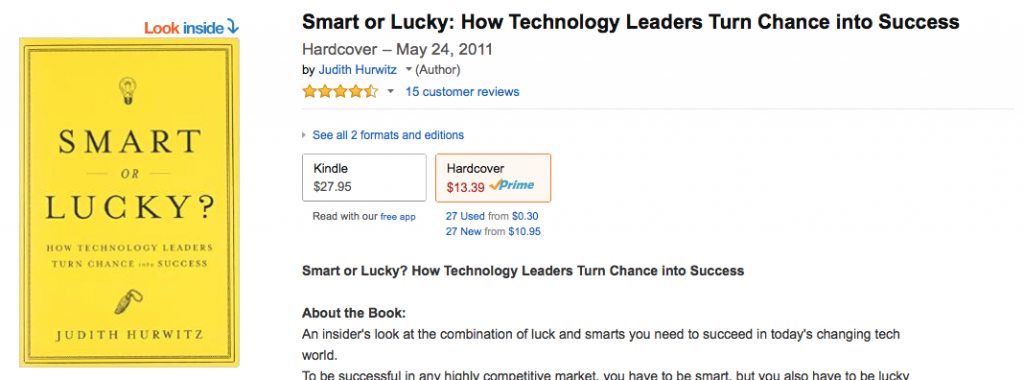 Look inside
SMART
OR
LUCKY?
HOW TECHNOLOGY LEADERS
TURN CHANCE into SUCCESS
JUDITH HURWITZ
Smart or Lucky: How Technology Leaders Turn Chance into Success
Hardcover – May 24, 2011
by Judith Hurwitz (Author)
15 customer reviews
See all 2 formats and editions
Kindle
$27.95
Hardcover
$13.39 Prime
Read with our free app
27 Used from $0.30
27 New from $10.95
Smart or Lucky? How Technology Leaders Turn Chance into Success
About the Book:
An insider's look at the combination of luck and smarts you need to succeed in today's changing tech
world.
To be successful in any highly competitive market, you have to be smart, but you also have to be lucky